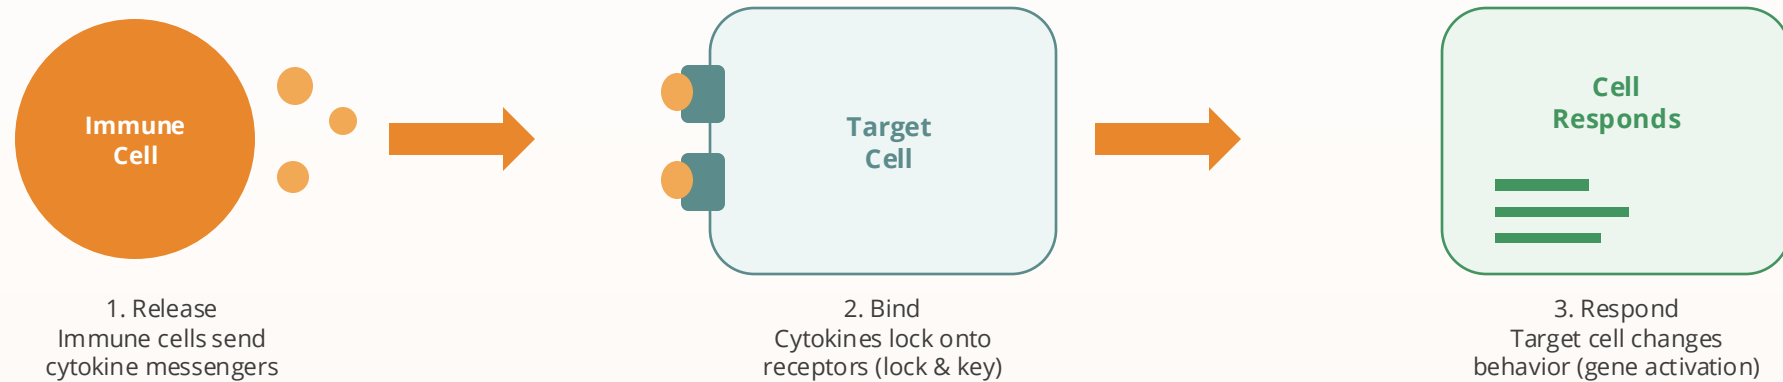 Immune
Cell
Target
Cell
Cell
Responds
1. Release
Immune cells send
cytokine messengers
2. Bind
Cytokines lock onto
receptors (lock & key)
3. Respond
Target cell changes
behavior (gene activation)